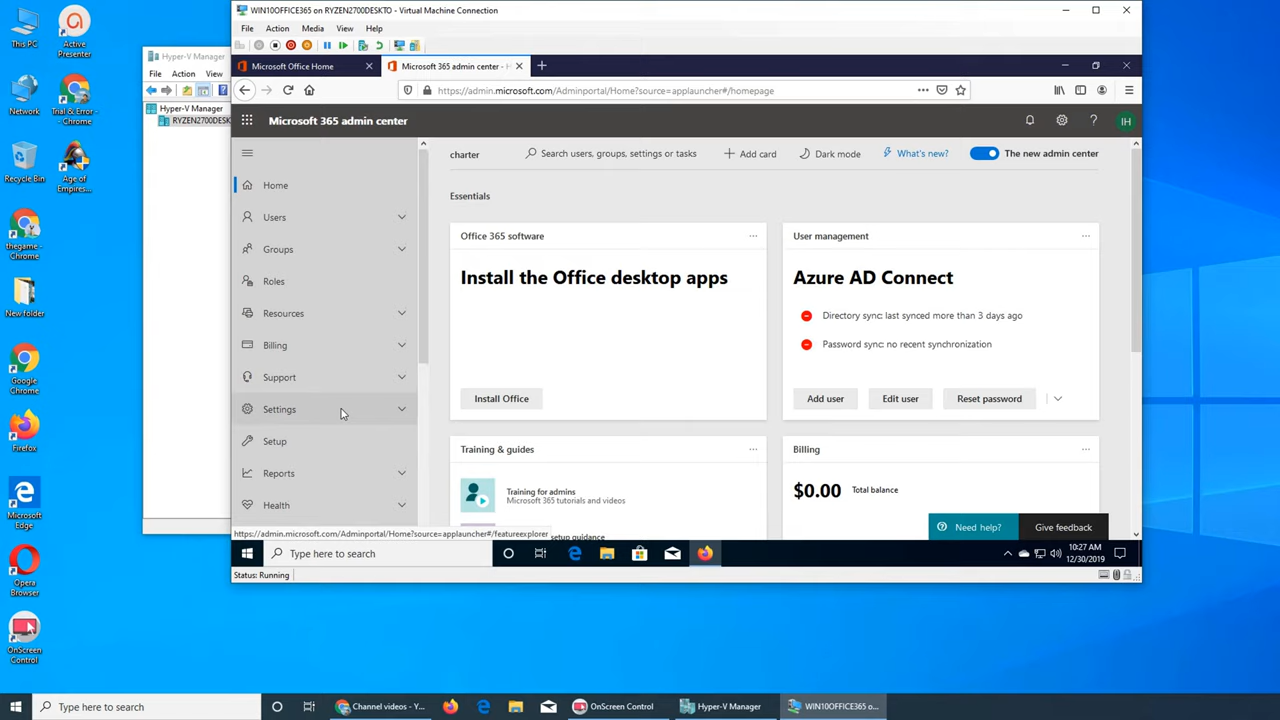 This PC
Active
Presenter
Network
Trial & Error
- Chrome
Recycle Bin
Age of
Empires...
thegame -
Chrome
New folder
Google
Chrome
Firefox
Microsoft
Edge
Opera
Browser
OnScreen
Control
Hyper-V Manager
File Action View
Hyper-V Manager
RYZEN2700DESK
WIN10OFFICE365 on RYZEN2700DESKTO - Virtual Machine Connection
File Action Media View Help
Microsoft Office Home
Microsoft 365 admin center - H
https://admin.microsoft.com/Adminportal/Home?source=applauncher#/homepage
Microsoft 365 admin center
IH
Home
Users
Groups
Roles
Resources
Billing
Support
Settings
Setup
Reports
Health
charter
Search users, groups, settings or tasks
Add card
Dark mode
What's new?
The new admin center
Essentials
Office 365 software
Install the Office desktop apps
Install Office
User management
Azure AD Connect
Directory sync: last synced more than 3 days ago
Password sync: no recent synchronization
Add user
Edit user
Reset password
Training & guides
Training for admins
Microsoft 365 tutorials and videos
setup guidance
Billing
$0.00 Total balance
Need help?
Give feedback
https://admin.microsoft.com/Adminportal/Home?source=applauncher#/featureexplorer
Type here to search
10:27 AM
12/30/2019
Status: Running
Type here to search
Channel videos - Y...
OnScreen Control
Hyper-V Manager
WIN10OFFICE365 o...